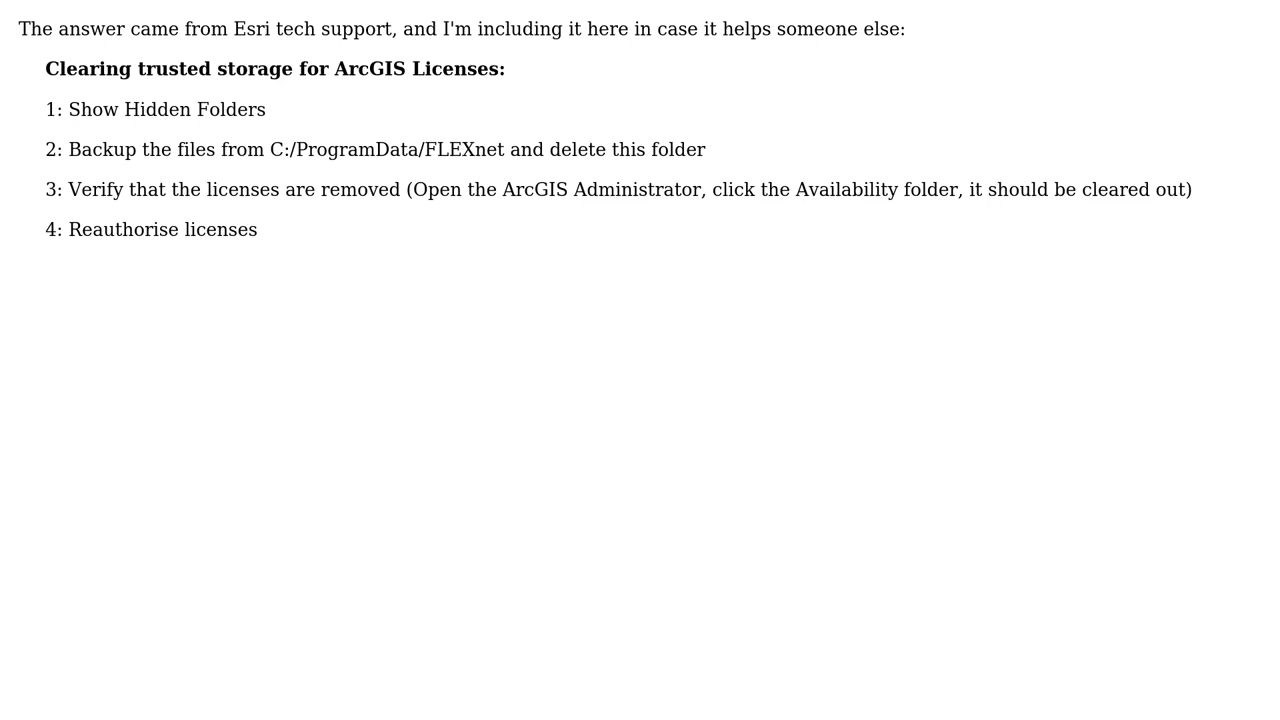 The answer came from Esri tech support, and I'm including it here in case it helps someone else:
Clearing trusted storage for ArcGIS Licenses:
1: Show Hidden Folders
2: Backup the files from C:/ProgramData/FLEXnet and delete this folder
3: Verify that the licenses are removed (Open the ArcGIS Administrator, click the Availability folder, it should be cleared out)
4: Reauthorise licenses